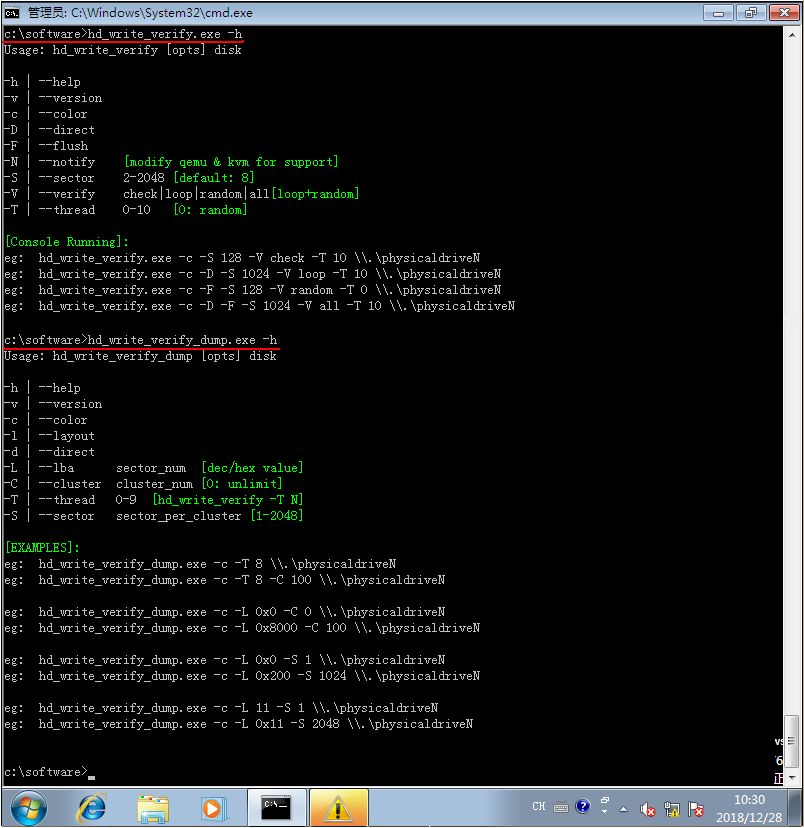 管理员: C:\Windows\System32\cmd.exe
c:\software>hd_write_verify.exe -h
Usage: hd_write_verify [opts] disk
-h | --help
-v | --version
-c | --color
-D | --direct
-F | --flush
-N | --notify [modify qemu & kvm for support]
-S | --sector 2-2048 [default: 8]
-V | --verify check|loop|random|all[loop+random]
-T | --thread 0-10 [0: random]
[Console Running]:
eg: hd_write_verify.exe -c -S 128 -V check -T 10 \\.\physicaldriveN
eg: hd_write_verify.exe -c -D -S 1024 -V loop -T 10 \\.\physicaldriveN
eg: hd_write_verify.exe -c -F -S 128 -V random -T 0 \\.\physicaldriveN
eg: hd_write_verify.exe -c -D -F -S 1024 -V all -T 10 \\.\physicaldriveN
c:\software>hd_write_verify_dump.exe -h
Usage: hd_write_verify_dump [opts] disk
-h | --help
-v | --version
-c | --color
-l | --layout
-d | --direct
-L | --lba sector_num [dec/hex value]
-C | --cluster cluster_num [0: unlimit]
-T | --thread 0-9 [hd_write_verify -T N]
-S | --sector sector_per_cluster [1-2048]
[EXAMPLES]:
eg: hd_write_verify_dump.exe -c -T 8 \\.\physicaldriveN
eg: hd_write_verify_dump.exe -c -T 8 -C 100 \\.\physicaldriveN
eg: hd_write_verify_dump.exe -c -L 0x0 -C 0 \\.\physicaldriveN
eg: hd_write_verify_dump.exe -c -L 0x8000 -C 100 \\.\physicaldriveN
eg: hd_write_verify_dump.exe -c -L 0x0 -S 1 \\.\physicaldriveN
eg: hd_write_verify_dump.exe -c -L 0x200 -S 1024 \\.\physicaldriveN
eg: hd_write_verify_dump.exe -c -L 11 -S 1 \\.\physicaldriveN
eg: hd_write_verify_dump.exe -c -L 0x11 -S 2048 \\.\physicaldriveN
c:\software>
CH
10:30
2018/12/28